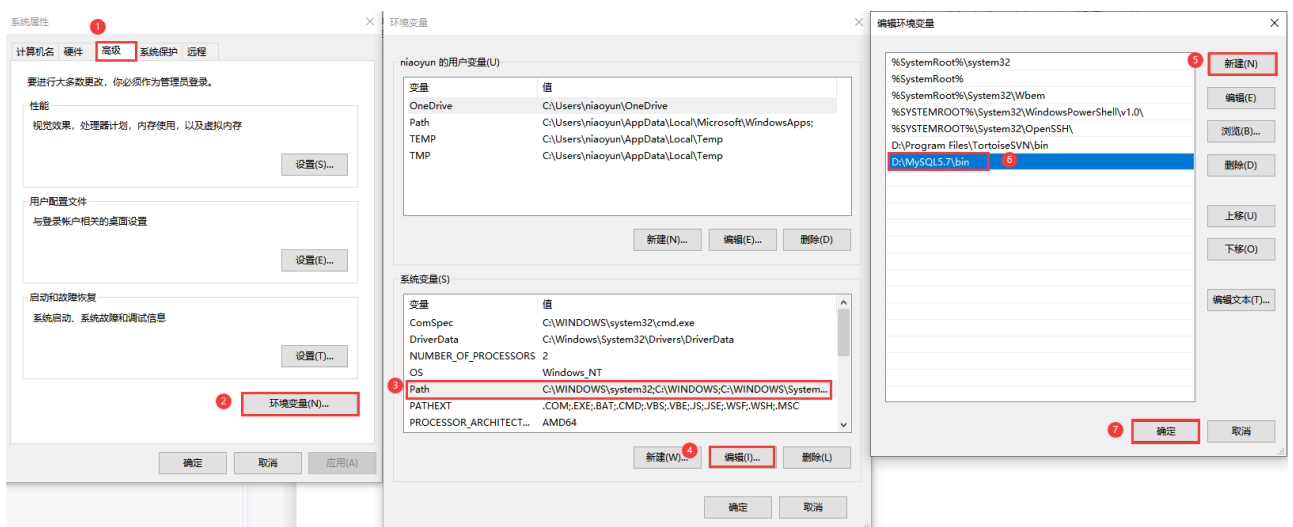 系统属性
1
计算机名 硬件 高级 系统保护 远程
要进行大多数更改，你必须作为管理员登录。
性能
视觉效果，处理器计划，内存使用，以及虚拟内存
设置(S)...
用户配置文件
与登录帐户相关的桌面设置
设置(E)...
启动和故障恢复
系统启动、系统故障和调试信息
设置(T)...
2
环境变量(N)...
确定 取消 应用(A)
环境变量
niaoyun 的用户变量(U)
变量 值
OneDrive C:\Users\niaoyun\OneDrive
Path C:\Users\niaoyun\AppData\Local\Microsoft\WindowsApps;
TEMP C:\Users\niaoyun\AppData\Local\Temp
TMP C:\Users\niaoyun\AppData\Local\Temp
新建(N)... 编辑(E)... 删除(D)
系统变量(S)
变量 值
ComSpec C:\WINDOWS\system32\cmd.exe
DriverData C:\Windows\System32\Drivers\DriverData
NUMBER_OF_PROCESSORS 2
OS Windows_NT
3 Path C:\WINDOWS\system32;C:\WINDOWS;C:\WINDOWS\System...
PATHEXT .COM;.EXE;.BAT;.CMD;.VBS;.VBE;.JS;.JSE;.WSF;.WSH;.MSC
PROCESSOR_ARCHITECT... AMD64
新建(W)... 4 编辑(I)... 删除(L)
确定 取消
编辑环境变量
%SystemRoot%\system32
%SystemRoot%
%SystemRoot%\System32\Wbem
%SYSTEMROOT%\System32\WindowsPowerShell\v1.0\
%SYSTEMROOT%\System32\OpenSSH\
D:\Program Files\TortoiseSVN\bin
D:\MySQL5.7\bin 6
5 新建(N)
编辑(E)
浏览(B)...
删除(D)
上移(U)
下移(O)
编辑文本(T)...
7 确定 取消